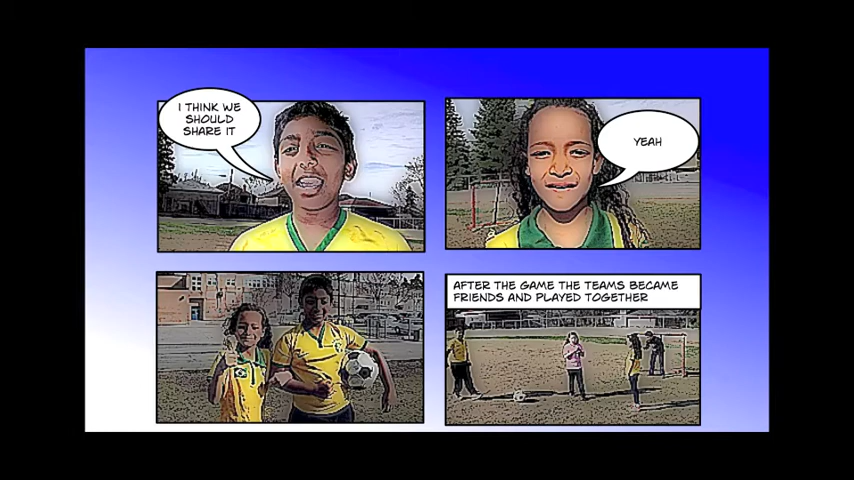 I THINK WE
SHOULD
SHARE IT
YEAH
AFTER THE GAME THE TEAMS BECAME
FRIENDS AND PLAYED TOGETHER